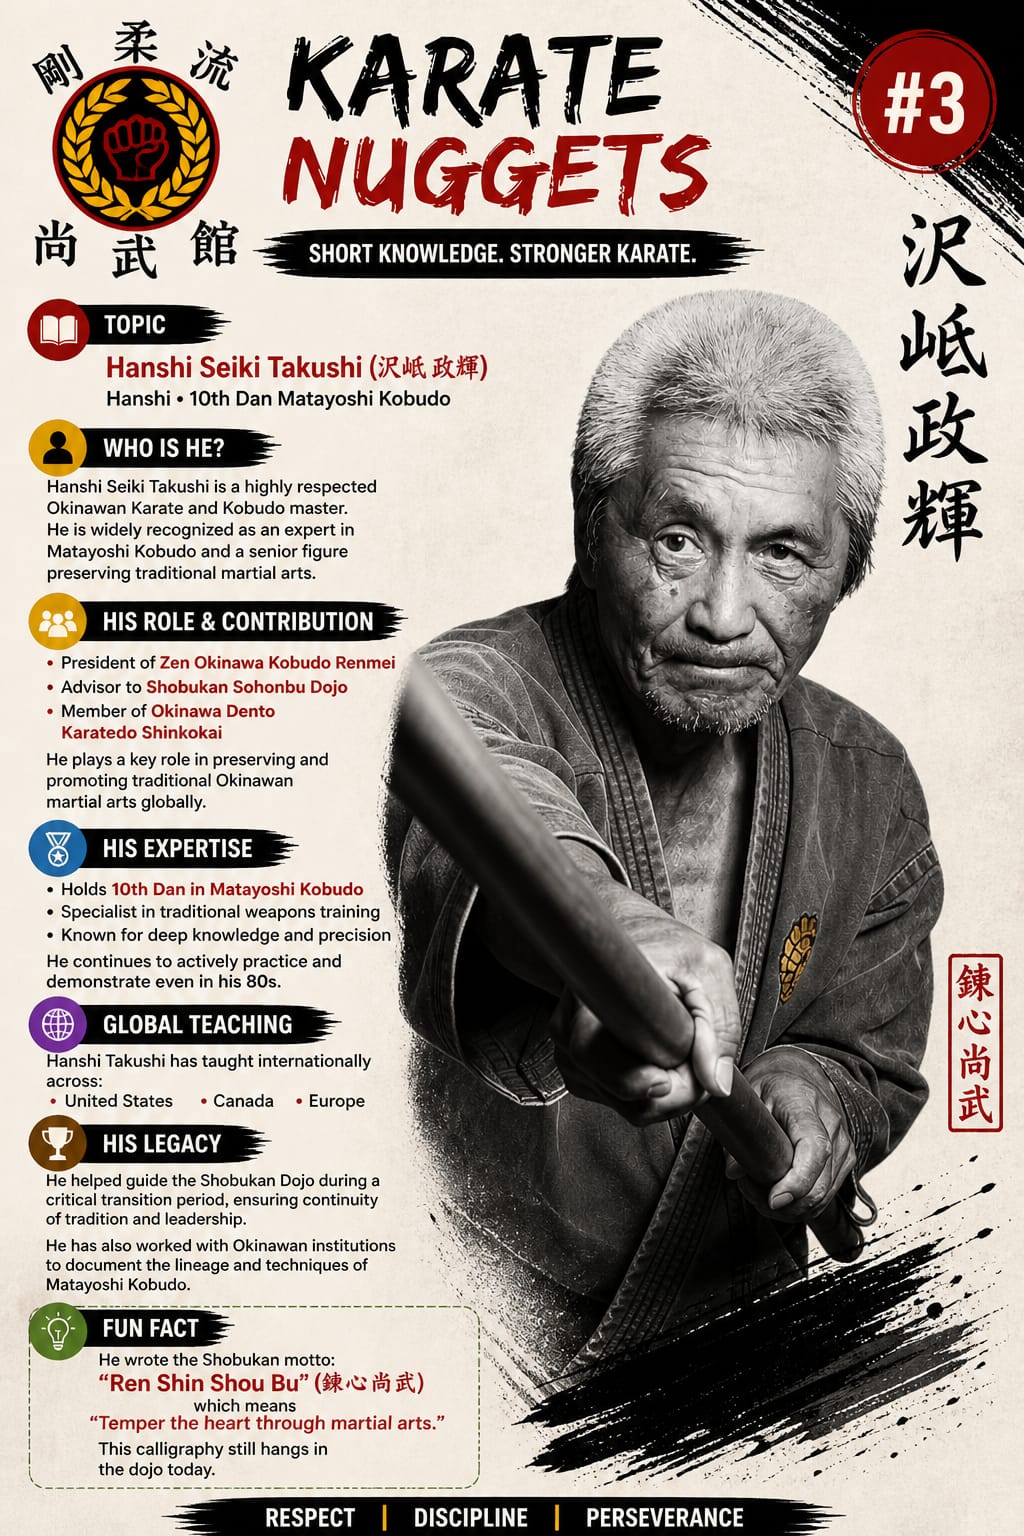 剛 柔 流
尚 武 館
KARATE
NUGGETS
SHORT KNOWLEDGE. STRONGER KARATE.
#3
沢岻政輝
TOPIC
Hanshi Seiki Takushi (沢岻 政輝)
Hanshi • 10th Dan Matayoshi Kobudo
WHO IS HE?
Hanshi Seiki Takushi is a highly respected
Okinawan Karate and Kobudo master.
He is widely recognized as an expert in
Matayoshi Kobudo and a senior figure
preserving traditional martial arts.
HIS ROLE & CONTRIBUTION
• President of Zen Okinawa Kobudo Renmei
• Advisor to Shobukan Sohonbu Dojo
• Member of Okinawa Dento
Karatedo Shinkokai
He plays a key role in preserving and
promoting traditional Okinawan
martial arts globally.
HIS EXPERTISE
• Holds 10th Dan in Matayoshi Kobudo
• Specialist in traditional weapons training
• Known for deep knowledge and precision
He continues to actively practice and
demonstrate even in his 80s.
GLOBAL TEACHING
Hanshi Takushi has taught internationally
across:
• United States • Canada • Europe
HIS LEGACY
He helped guide the Shobukan Dojo during a
critical transition period, ensuring continuity
of tradition and leadership.
He has also worked with Okinawan institutions
to document the lineage and techniques of
Matayoshi Kobudo.
FUN FACT
He wrote the Shobukan motto:
“Ren Shin Shou Bu” (錬心尚武)
which means
“Temper the heart through martial arts.”
This calligraphy still hangs in
the dojo today.
錬心尚武
RESPECT | DISCIPLINE | PERSEVERANCE